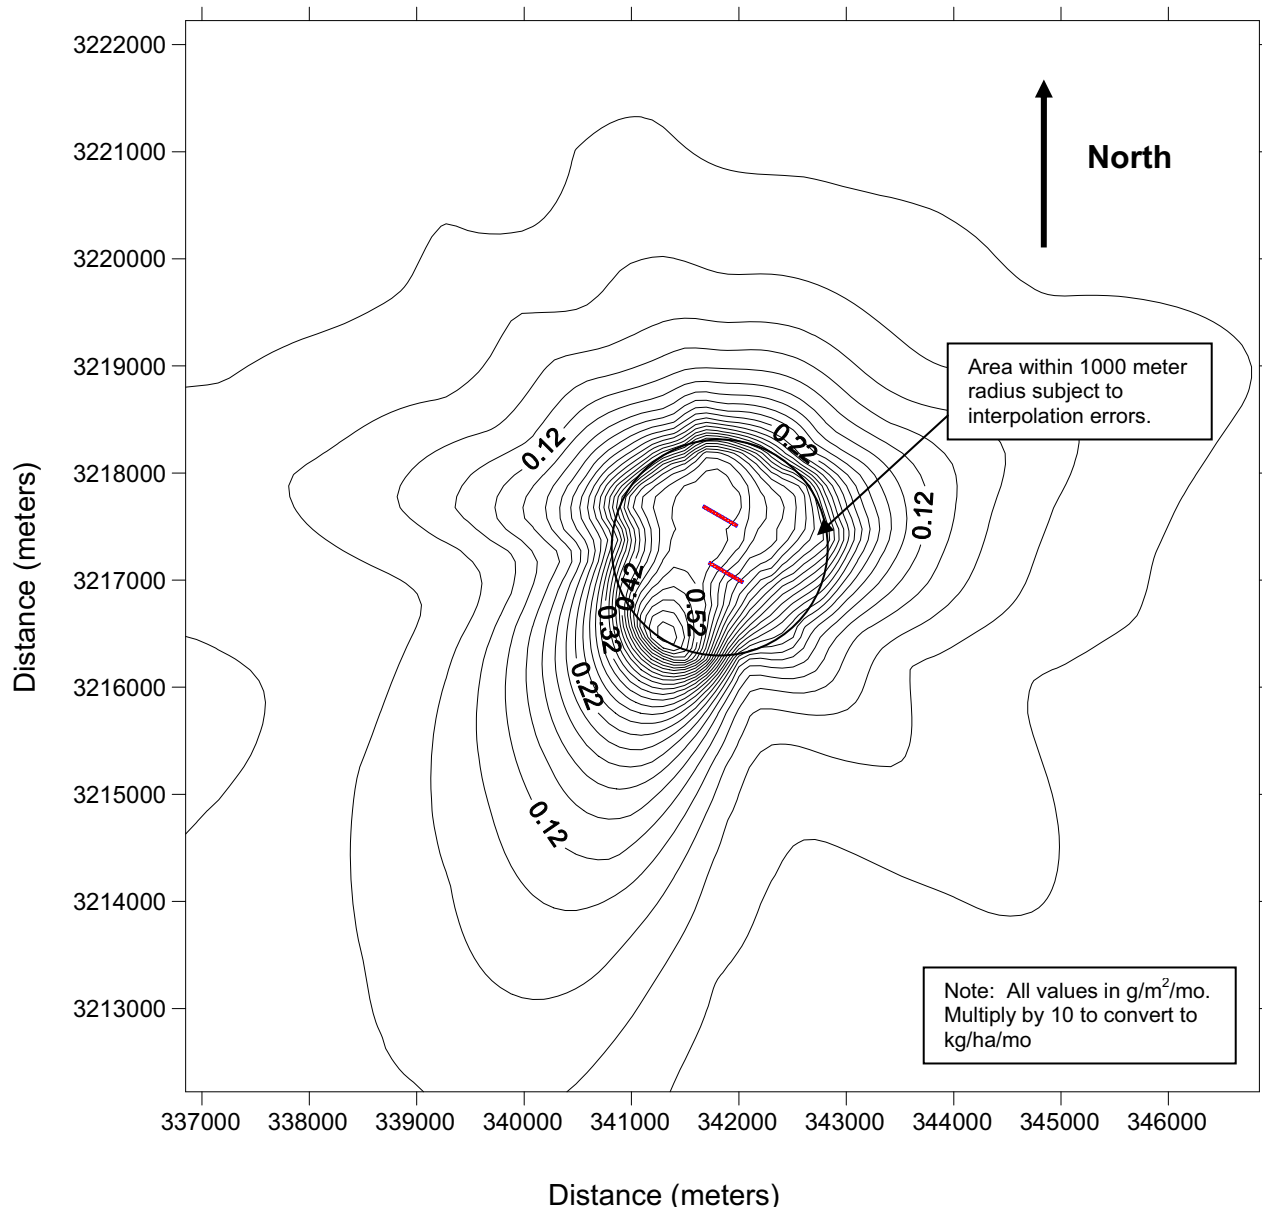 3222000
3221000
North
3220000
3219000
Area within 1000 meter
radius subject to
interpolation errors.
0.12
0.22
3218000
0.12
Distance (meters)
3217000
0.42
0.52
0.32
0.22
3216000
3215000
0.12
3214000
3213000
Note: All values in g/m²/mo.
Multiply by 10 to convert to
kg/ha/mo
337000 338000 339000 340000 341000 342000 343000 344000 345000 346000
Distance (meters)